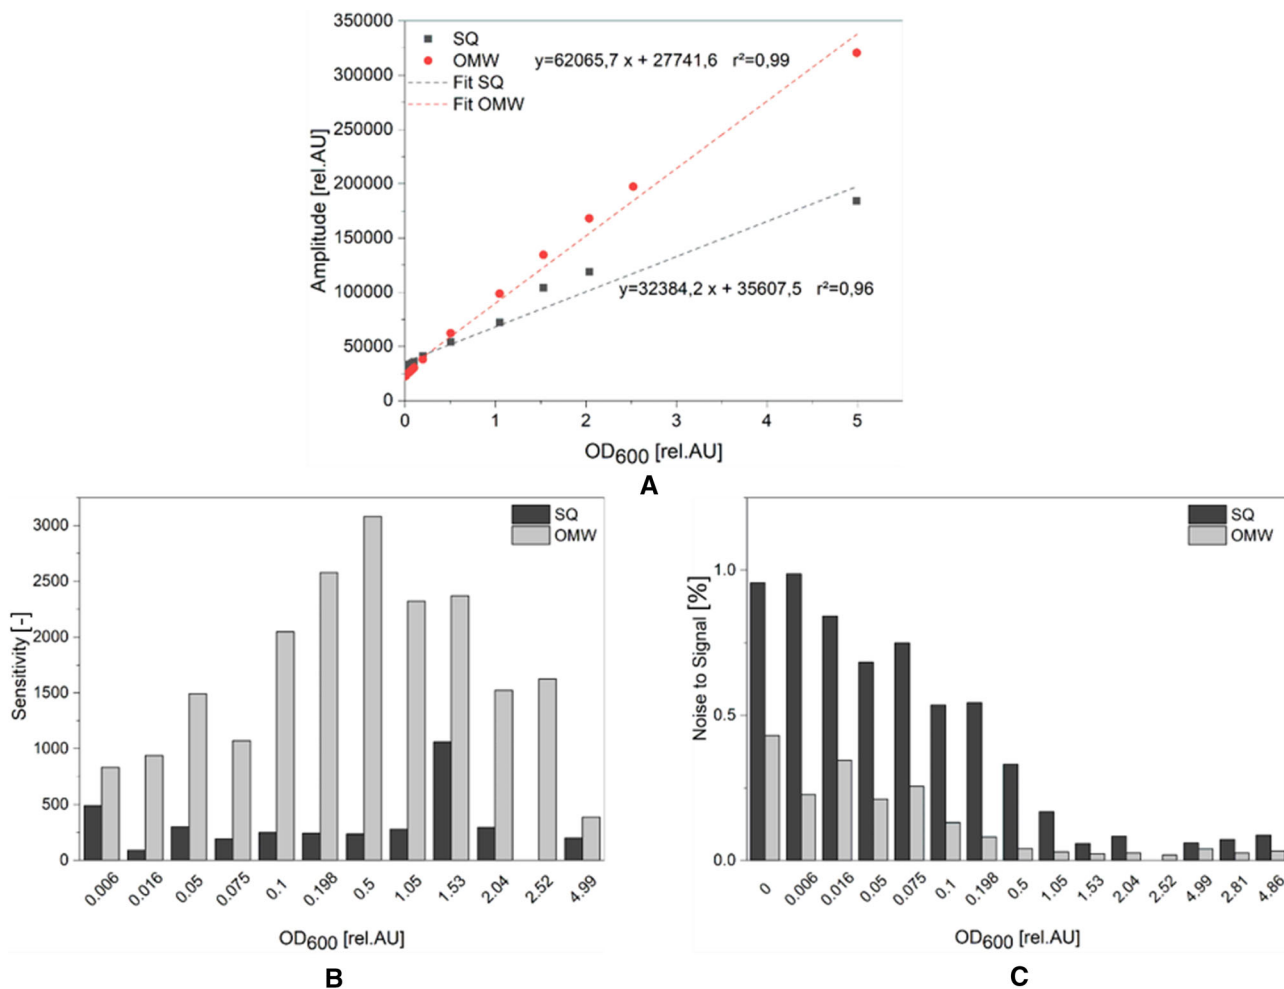 350000
300000
250000
200000
150000
100000
50000
0
Amplitude [rel.AU]
SQ
OMW
Fit SQ
Fit OMW
y=62065,7 x + 27741,6 r²=0,99
y=32384,2 x + 35607,5 r²=0,96
0 1 2 3 4 5
OD600 [rel.AU]
A
3000
2500
2000
1500
1000
500
0
Sensitivity [-]
SQ
OMW
0.006 0.016 0.05 0.075 0.1 0.198 0.5 1.05 1.53 2.04 2.52 4.99
OD600 [rel.AU]
B
1.0
0.5
0.0
Noise to Signal [%]
SQ
OMW
0 0.006 0.016 0.05 0.075 0.1 0.198 0.5 1.05 1.53 2.04 2.52 4.99 2.81 4.86
OD600 [rel.AU]
C